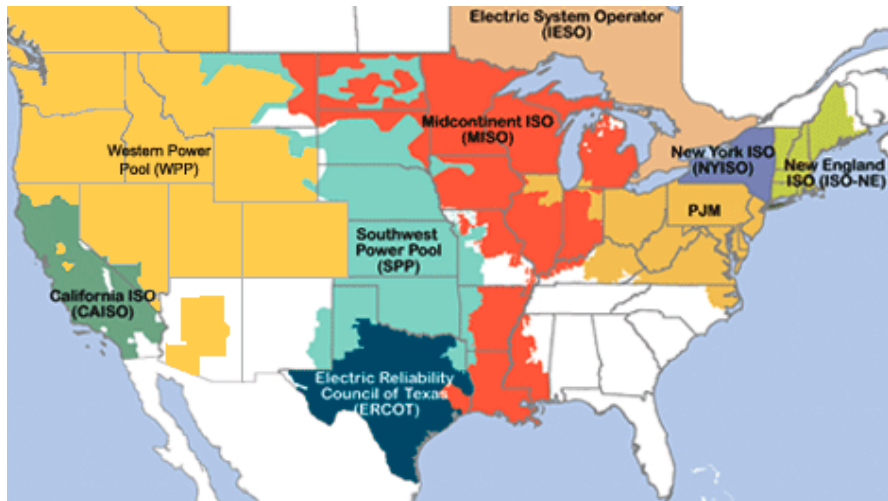 Electric System Operator
(IESO)
Midcontinent ISO
(MISO)
Western Power
Pool (WPP)
New York ISO
(NYISO)
New England
ISO (ISO-NE)
PJM
Southwest
Power Pool
(SPP)
California ISO
(CAISO)
Electric Reliability
Council of Texas
(ERCOT)